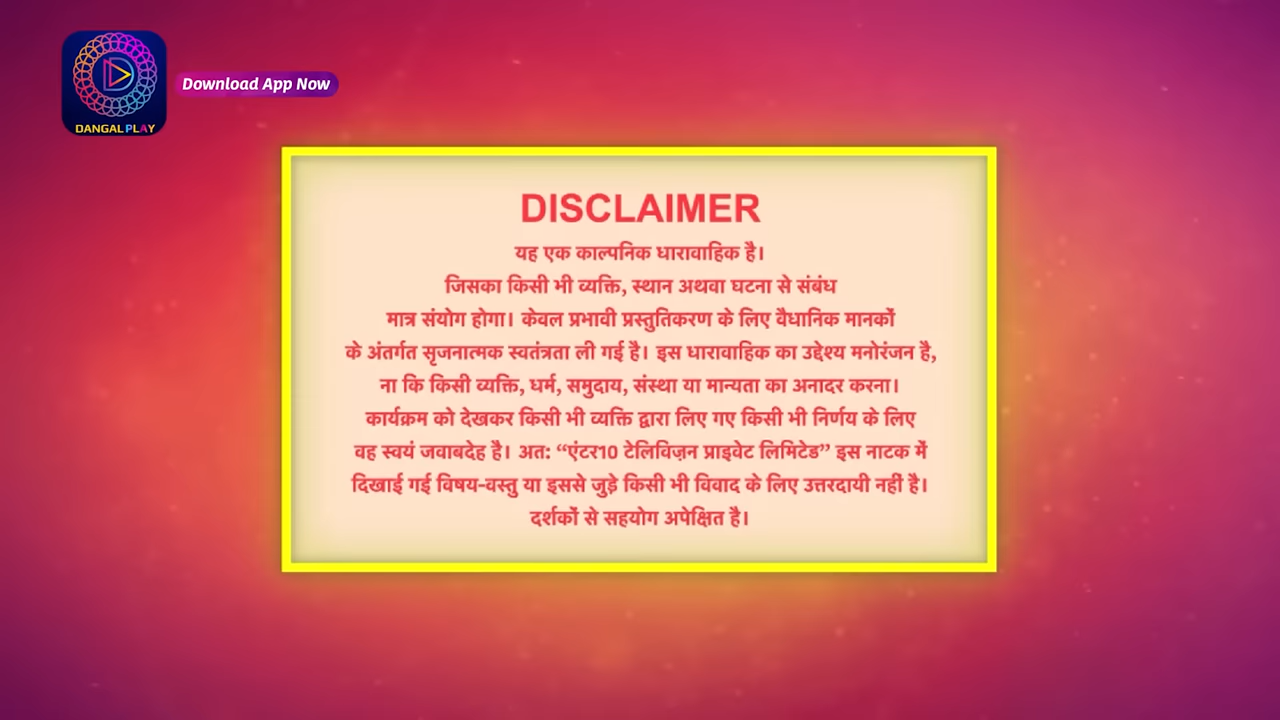 DANGAL PLAY
Download App Now
DISCLAIMER
यह एक काल्पनिक धारावाहिक है।
जिसका किसी भी व्यक्ति, स्थान अथवा घटना से संबंध
मात्र संयोग होगा। केवल प्रभावी प्रस्तुतिकरण के लिए वैधानिक मानकों
के अंतर्गत सृजनात्मक स्वतंत्रता ली गई है। इस धारावाहिक का उद्देश्य मनोरंजन है,
ना कि किसी व्यक्ति, धर्म, समुदाय, संस्था या मान्यता का अनादर करना।
कार्यक्रम को देखकर किसी भी व्यक्ति द्वारा लिए गए किसी भी निर्णय के लिए
वह स्वयं जवाबदेह है। अत: “एंटर10 टेलिविज़न प्राइवेट लिमिटेड” इस नाटक में
दिखाई गई विषय-वस्तु या इससे जुड़े किसी भी विवाद के लिए उत्तरदायी नहीं है।
दर्शकों से सहयोग अपेक्षित है।